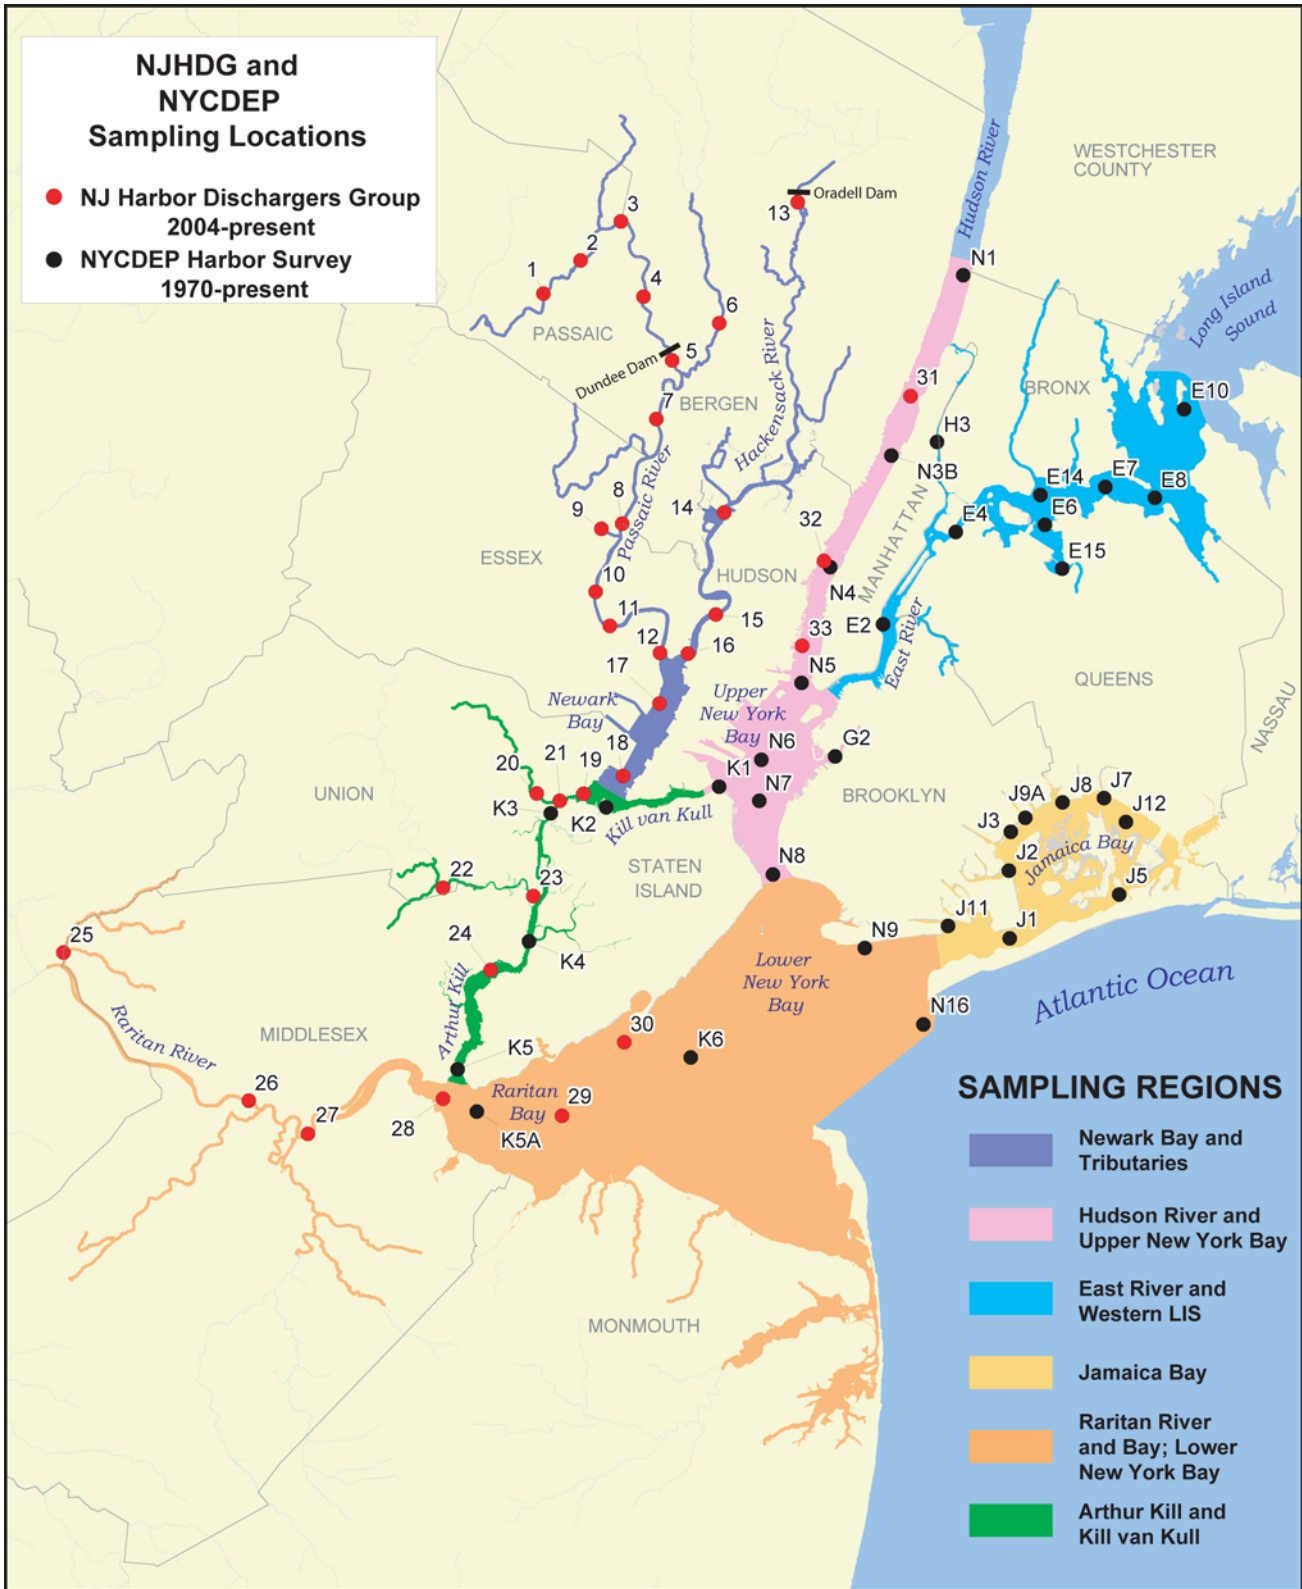 NJHDG and
NYCDEP
Sampling Locations
NJ Harbor Dischargers Group
2004-present
NYCDEP Harbor Survey
1970-present
Hudson River
WESTCHESTER
COUNTY
Oradell Dam
13
3
2
1
4
N1
Long Island
Sound
PASSAIC
6
5
Dundee Dam
Hackensack River
31
BRONX
E10
7
BERGEN
H3
N3B
E14
E7
E8
E6
E4
E15
Passaic River
8
9
14
32
MANHATTAN
ESSEX
HUDSON
N4
10
11
15
12
16
33
E2
East River
17
N5
QUEENS
NASSAU
Newark
Bay
Upper
New York
Bay
N6
G2
18
19
21
20
K1
N7
K3
K2
Kill van Kull
UNION
BROOKLYN
J9A
J8
J7
J12
J3
J2
Jamaica Bay
J5
N8
STATEN
ISLAND
22
23
J11
J1
N9
25
24
K4
Lower
New York
Bay
Atlantic Ocean
Arthur Kill
N16
Raritan River
MIDDLESEX
30
K6
K5
26
27
28
Raritan
Bay
29
K5A
MONMOUTH
SAMPLING REGIONS
Newark Bay and
Tributaries
Hudson River and
Upper New York Bay
East River and
Western LIS
Jamaica Bay
Raritan River
and Bay; Lower
New York Bay
Arthur Kill and
Kill van Kull